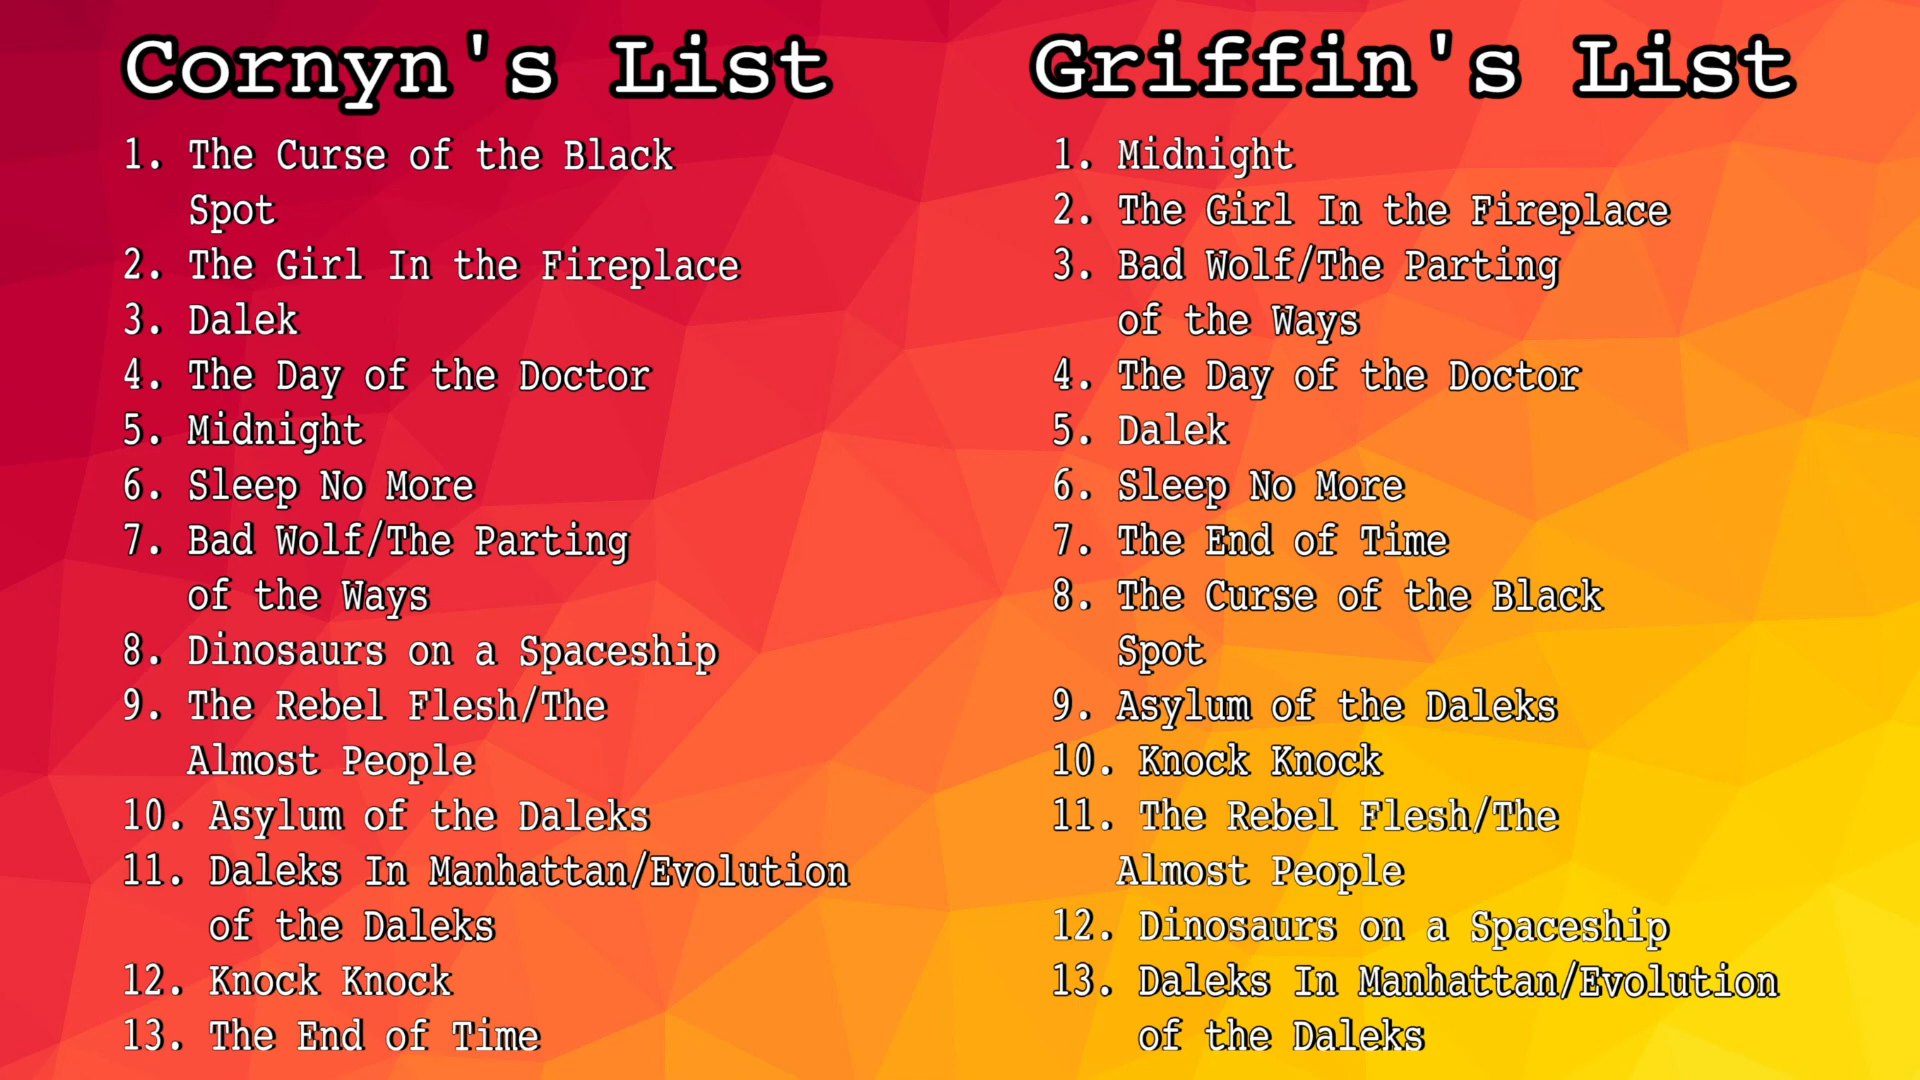 Cornyn's List
1. The Curse of the Black
Spot
2. The Girl In the Fireplace
3. Dalek
4. The Day of the Doctor
5. Midnight
6. Sleep No More
7. Bad Wolf/The Parting
of the Ways
8. Dinosaurs on a Spaceship
9. The Rebel Flesh/The
Almost People
10. Asylum of the Daleks
11. Daleks In Manhattan/Evolution
of the Daleks
12. Knock Knock
13. The End of Time
Griffin's List
1. Midnight
2. The Girl In the Fireplace
3. Bad Wolf/The Parting
of the Ways
4. The Day of the Doctor
5. Dalek
6. Sleep No More
7. The End of Time
8. The Curse of the Black
Spot
9. Asylum of the Daleks
10. Knock Knock
11. The Rebel Flesh/The
Almost People
12. Dinosaurs on a Spaceship
13. Daleks In Manhattan/Evolution
of the Daleks